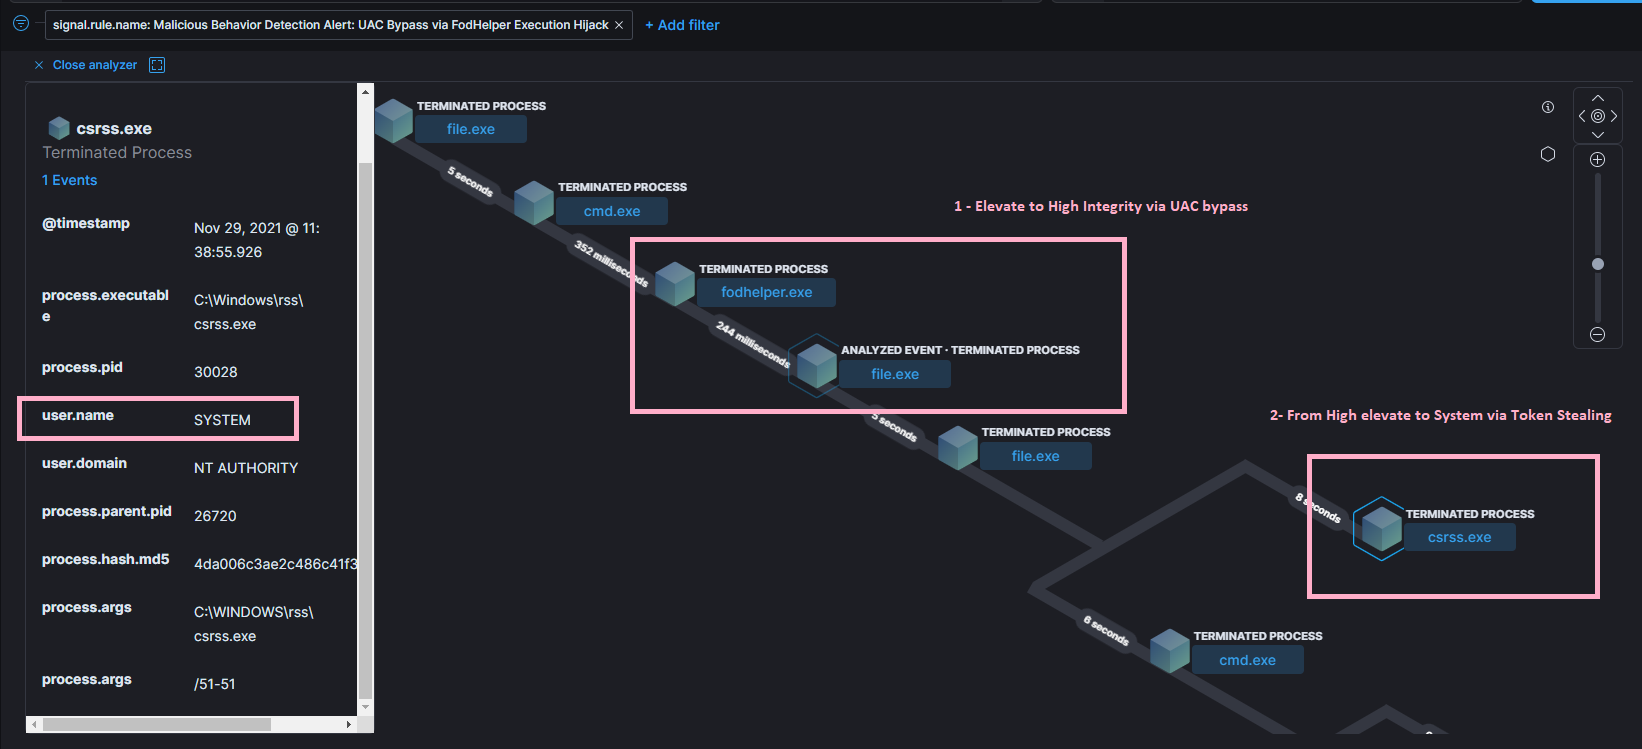 signal.rule.name: Malicious Behavior Detection Alert: UAC Bypass via FodHelper Execution Hijack ×
+ Add filter
× Close analyzer
csrss.exe
Terminated Process
1 Events
@timestamp
Nov 29, 2021 @ 11:
38:55.926
process.executabl
e
C:\Windows\rss\
csrss.exe
process.pid
30028
user.name
SYSTEM
user.domain
NT AUTHORITY
process.parent.pid
26720
process.hash.md5
4da006c3ae2c486c41f3
process.args
C:\WINDOWS\rss\
csrss.exe
process.args
/51-51
TERMINATED PROCESS
file.exe
5 seconds
TERMINATED PROCESS
cmd.exe
352 milliseconds
1 - Elevate to High Integrity via UAC bypass
TERMINATED PROCESS
fodhelper.exe
244 milliseconds
ANALYZED EVENT · TERMINATED PROCESS
file.exe
5 seconds
TERMINATED PROCESS
file.exe
2- From High elevate to System via Token Stealing
8 seconds
TERMINATED PROCESS
csrss.exe
6 seconds
TERMINATED PROCESS
cmd.exe